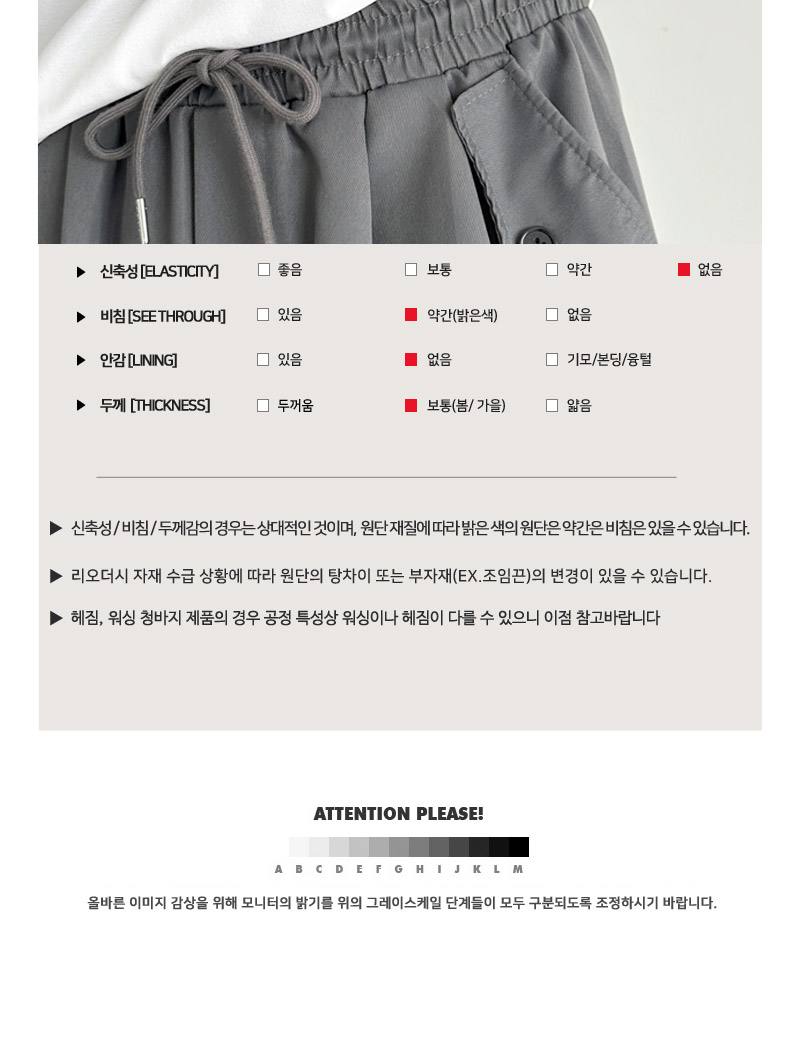 ▶ 신축성 [ELASTICITY] □ 좋음 □ 보통 □ 약간 ■ 없음
▶ 비침 [SEE THROUGH] □ 있음 ■ 약간(밝은색) □ 없음
▶ 안감 [LINING] □ 있음 ■ 없음 □ 기모/본딩/융털
▶ 두께 [THICKNESS] □ 두꺼움 ■ 보통(봄/ 가을) □ 얇음
▶ 신축성 / 비침 / 두께감의 경우는 상대적인 것이며, 원단 재질에 따라 밝은 색의 원단은 약간은 비침은 있을 수 있습니다.
▶ 리오더시 자재 수급 상황에 따라 원단의 탕차이 또는 부자재(EX.조임끈)의 변경이 있을 수 있습니다.
▶ 헤짐, 워싱 청바지 제품의 경우 공정 특성상 워싱이나 헤짐이 다를 수 있으니 이점 참고바랍니다
ATTENTION PLEASE!
A B C D E F G H I J K L M
올바른 이미지 감상을 위해 모니터의 밝기를 위의 그레이스케일 단계들이 모두 구분되도록 조정하시기 바랍니다.